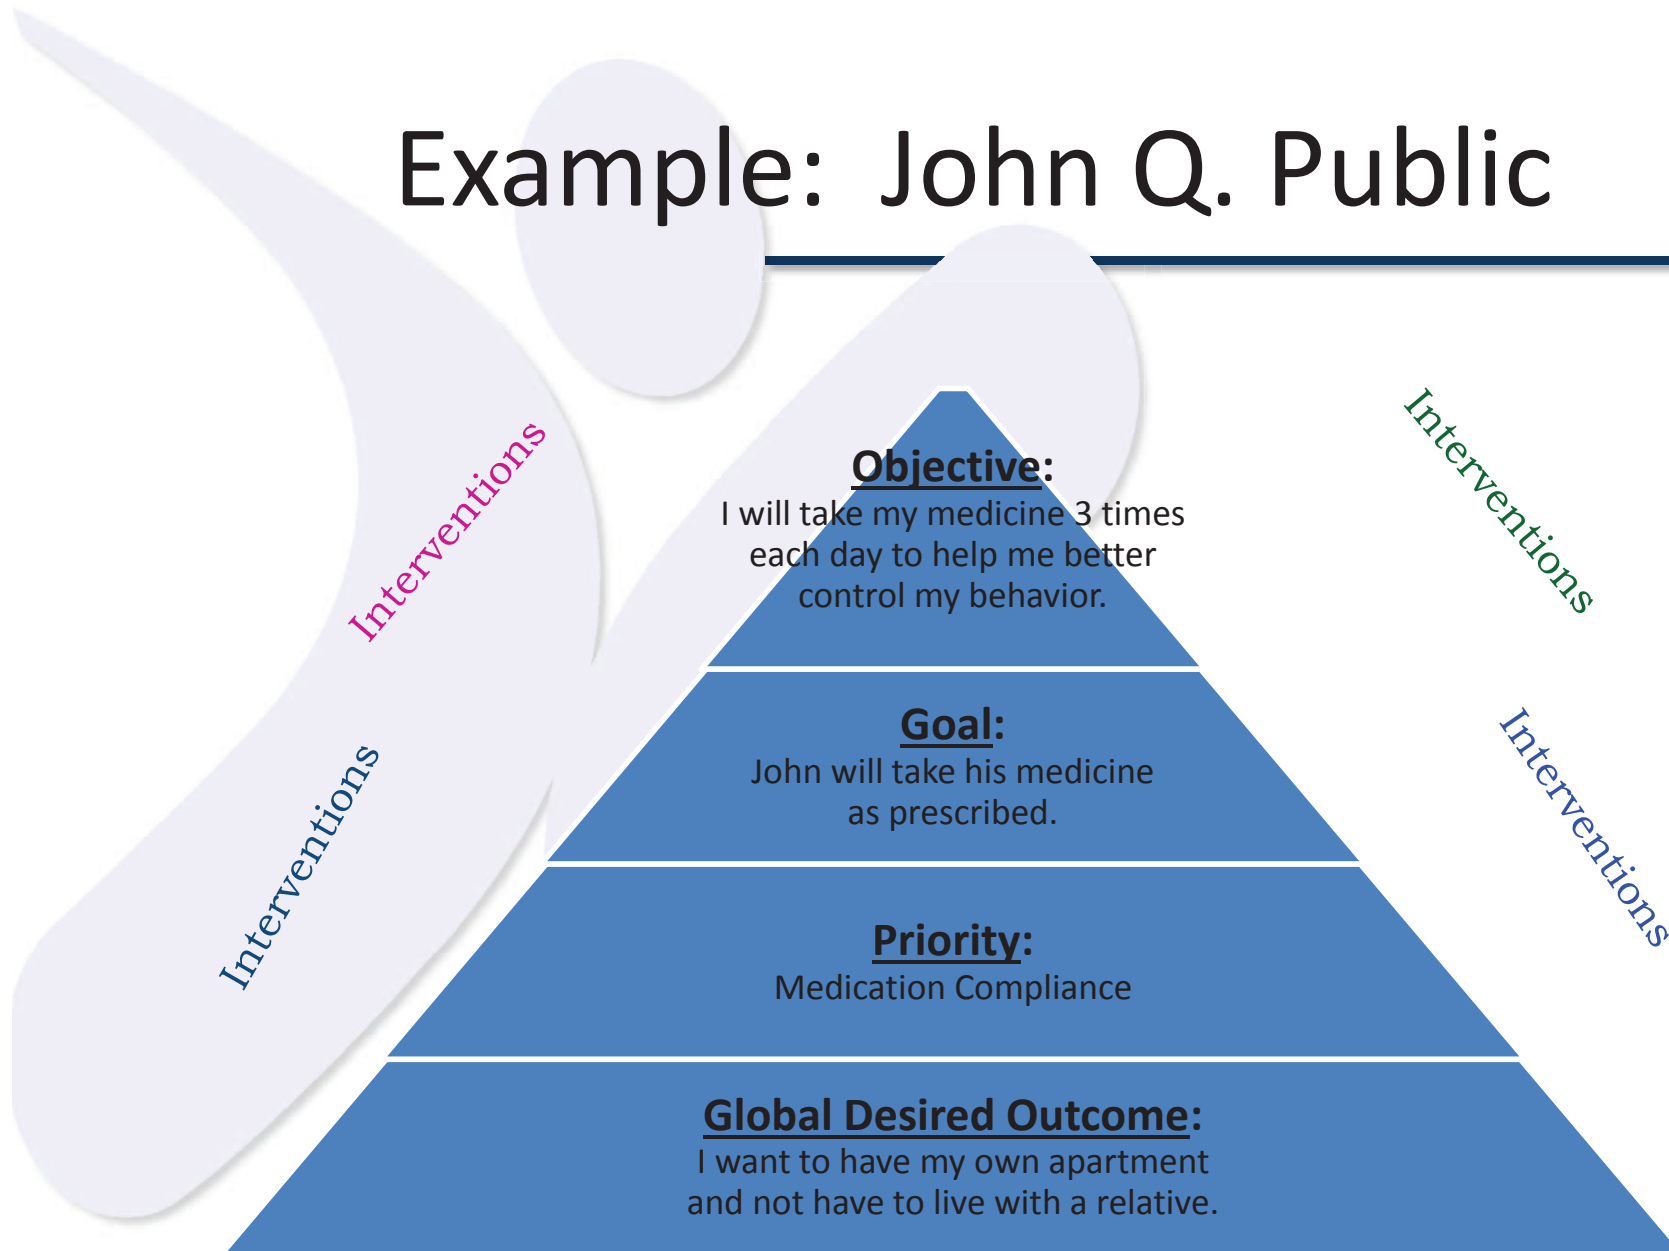 Example:  John Q. Public
Interventions
Interventions
Objective:
I will take my medicine 3 times
each day to help me better
control my behavior.
Goal:
John will take his medicine
as prescribed.
Interventions
Interventions
Priority:
Medication Compliance
Global Desired Outcome:
I want to have my own apartment
and not have to live with a relative.